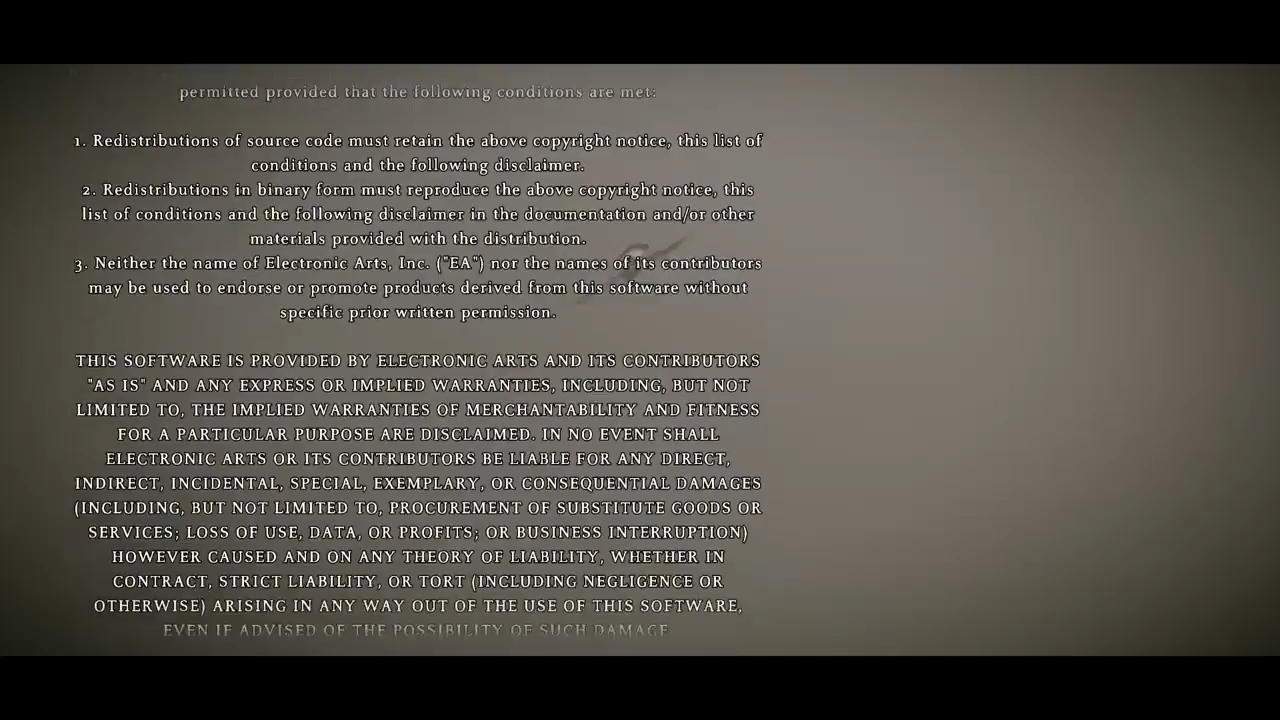 permitted provided that the following conditions are met:
1. Redistributions of source code must retain the above copyright notice, this list of
conditions and the following disclaimer.
2. Redistributions in binary form must reproduce the above copyright notice, this
list of conditions and the following disclaimer in the documentation and/or other
materials provided with the distribution.
3. Neither the name of Electronic Arts, Inc. ("EA") nor the names of its contributors
may be used to endorse or promote products derived from this software without
specific prior written permission.
THIS SOFTWARE IS PROVIDED BY ELECTRONIC ARTS AND ITS CONTRIBUTORS
"AS IS" AND ANY EXPRESS OR IMPLIED WARRANTIES, INCLUDING, BUT NOT
LIMITED TO, THE IMPLIED WARRANTIES OF MERCHANTABILITY AND FITNESS
FOR A PARTICULAR PURPOSE ARE DISCLAIMED. IN NO EVENT SHALL
ELECTRONIC ARTS OR ITS CONTRIBUTORS BE LIABLE FOR ANY DIRECT,
INDIRECT, INCIDENTAL, SPECIAL, EXEMPLARY, OR CONSEQUENTIAL DAMAGES
(INCLUDING, BUT NOT LIMITED TO, PROCUREMENT OF SUBSTITUTE GOODS OR
SERVICES; LOSS OF USE, DATA, OR PROFITS; OR BUSINESS INTERRUPTION)
HOWEVER CAUSED AND ON ANY THEORY OF LIABILITY, WHETHER IN
CONTRACT, STRICT LIABILITY, OR TORT (INCLUDING NEGLIGENCE OR
OTHERWISE) ARISING IN ANY WAY OUT OF THE USE OF THIS SOFTWARE,
EVEN IF ADVISED OF THE POSSIBILITY OF SUCH DAMAGE